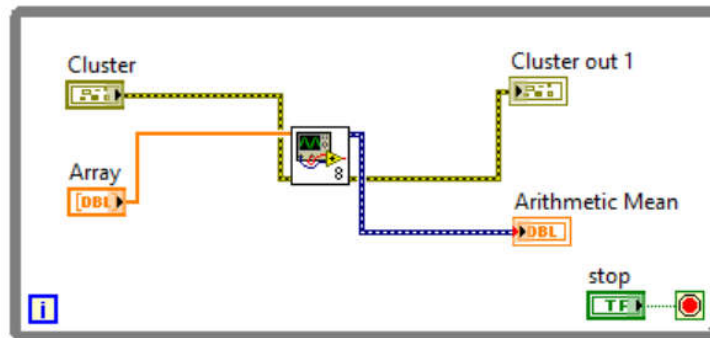 Cluster
Cluster out 1
Array
[DBL]
8
Arithmetic Mean
DBL
stop
TF
i